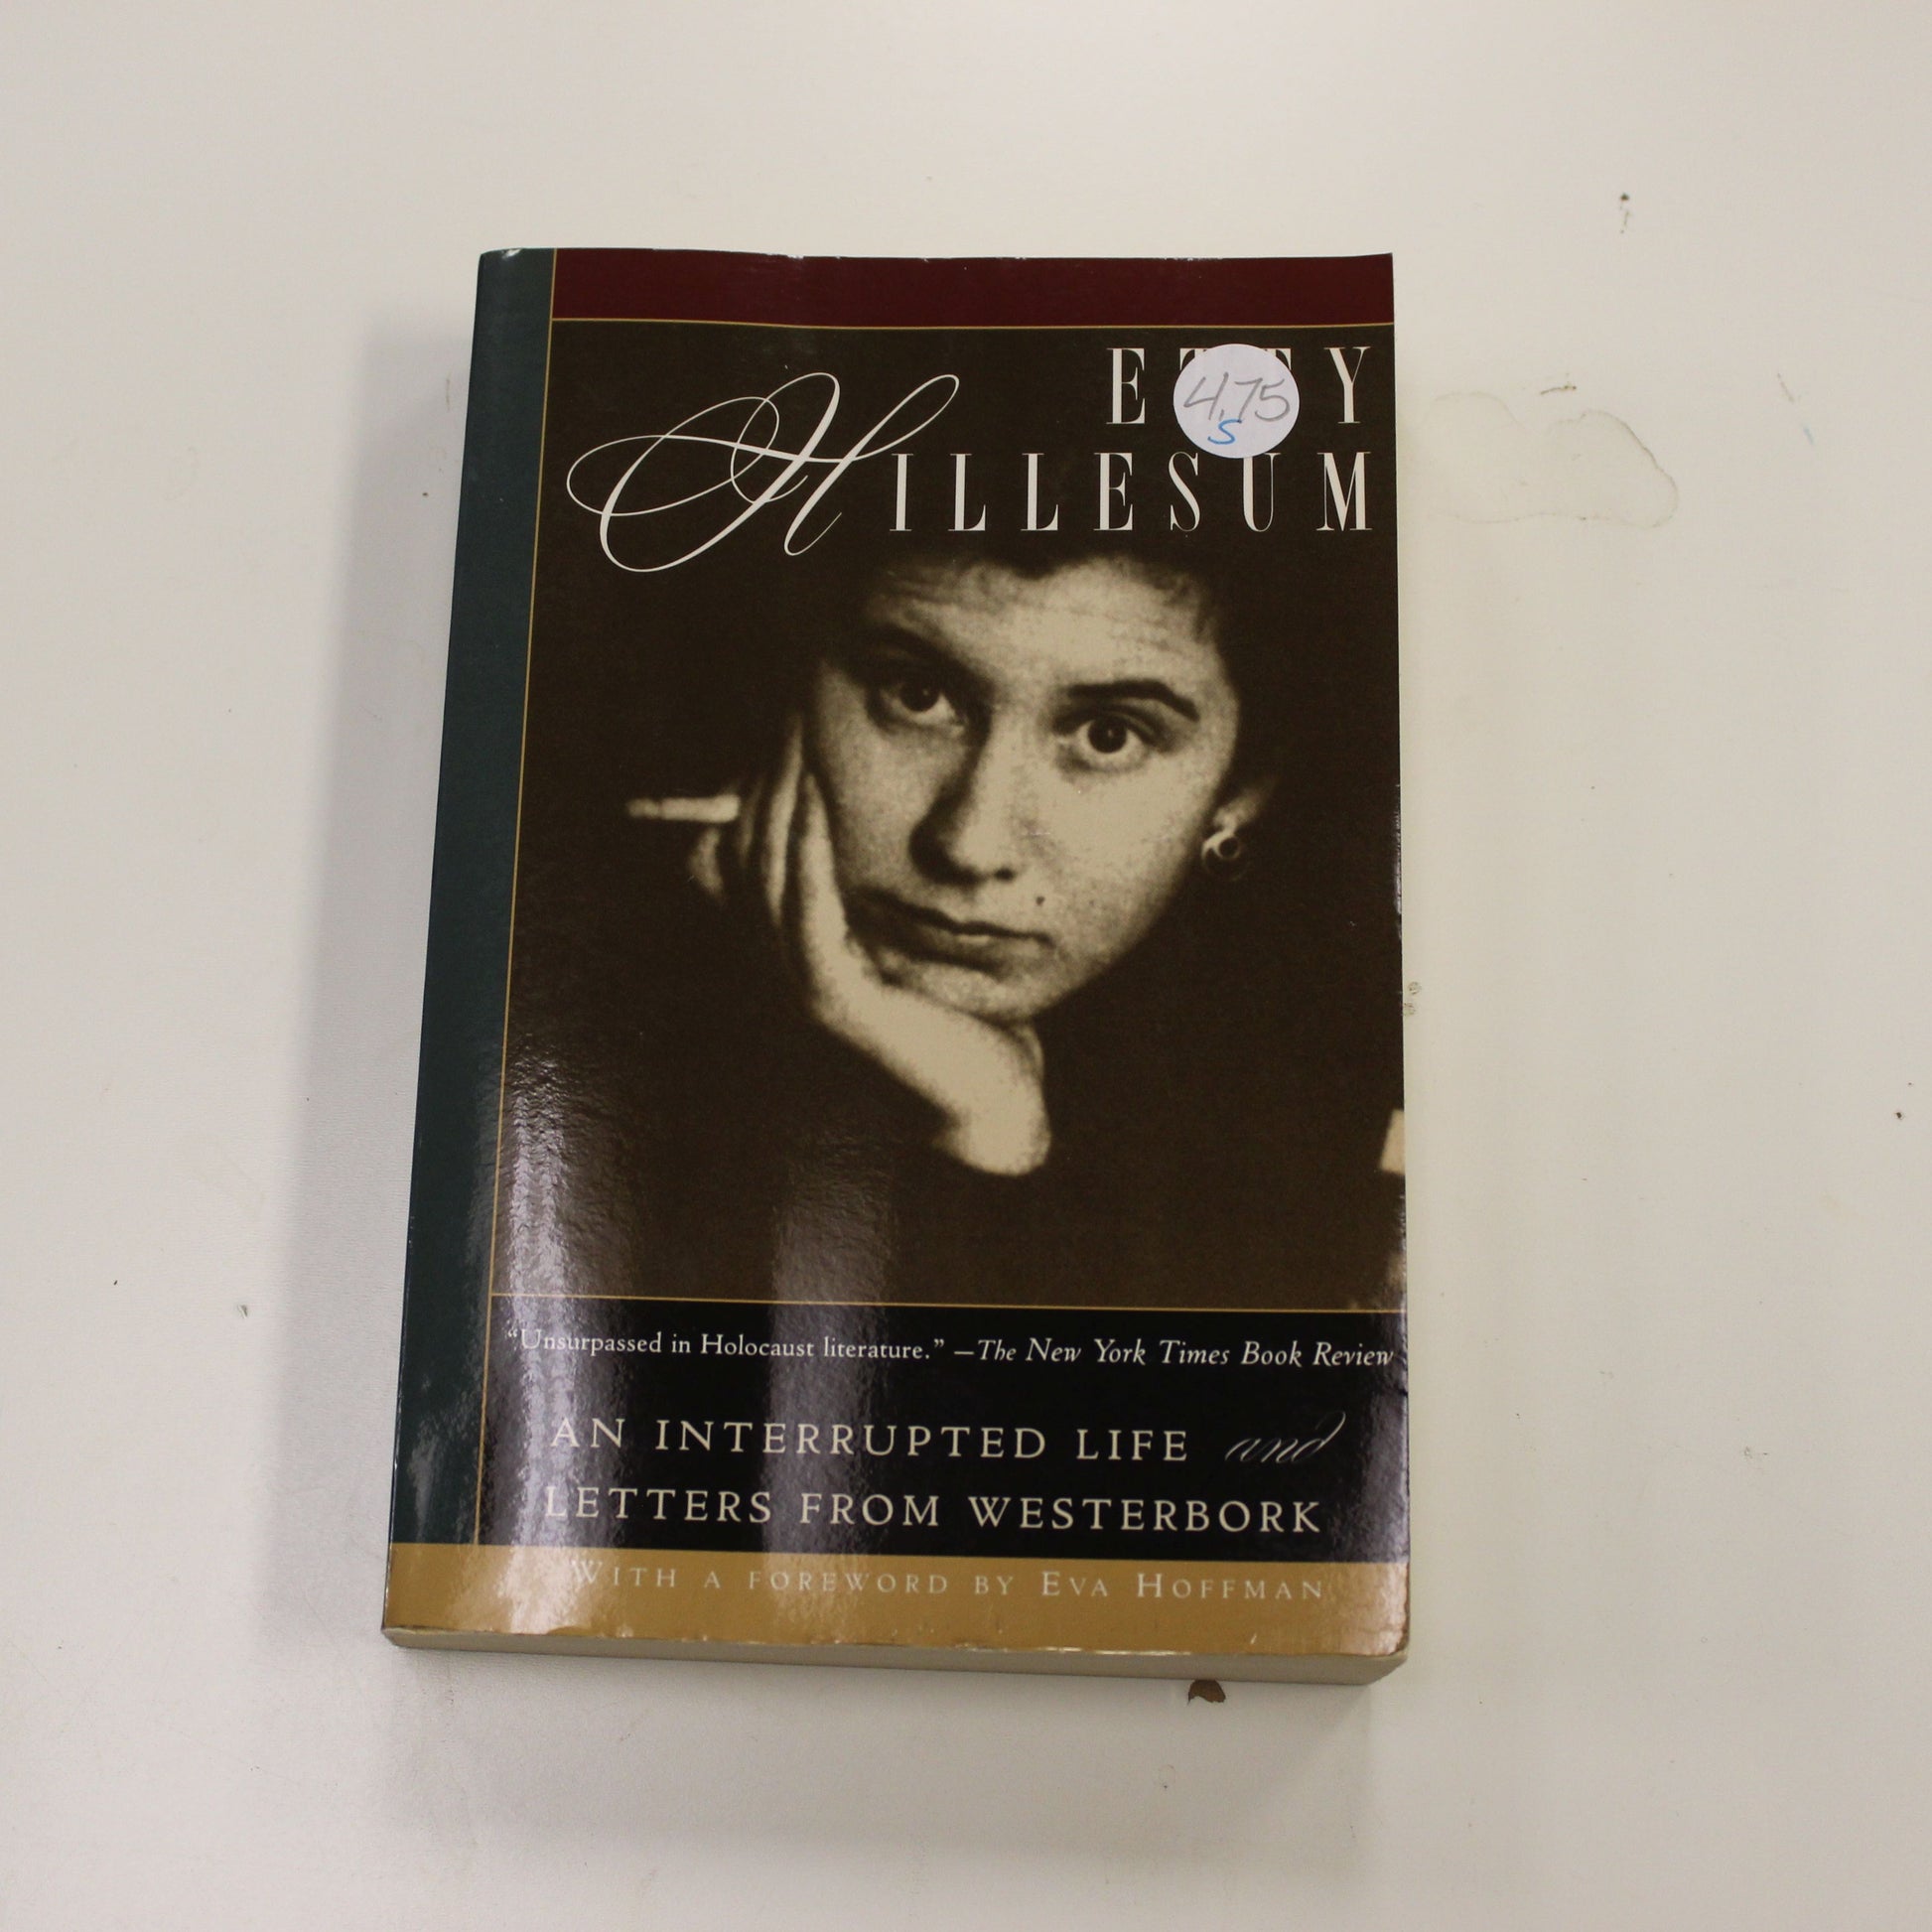 ETTY
4.75
S
HILLESUM
“Unsurpassed in Holocaust literature.” —The New York Times Book Review
AN INTERRUPTED LIFE and
LETTERS FROM WESTERBORK
WITH A FOREWORD BY EVA HOFFMAN